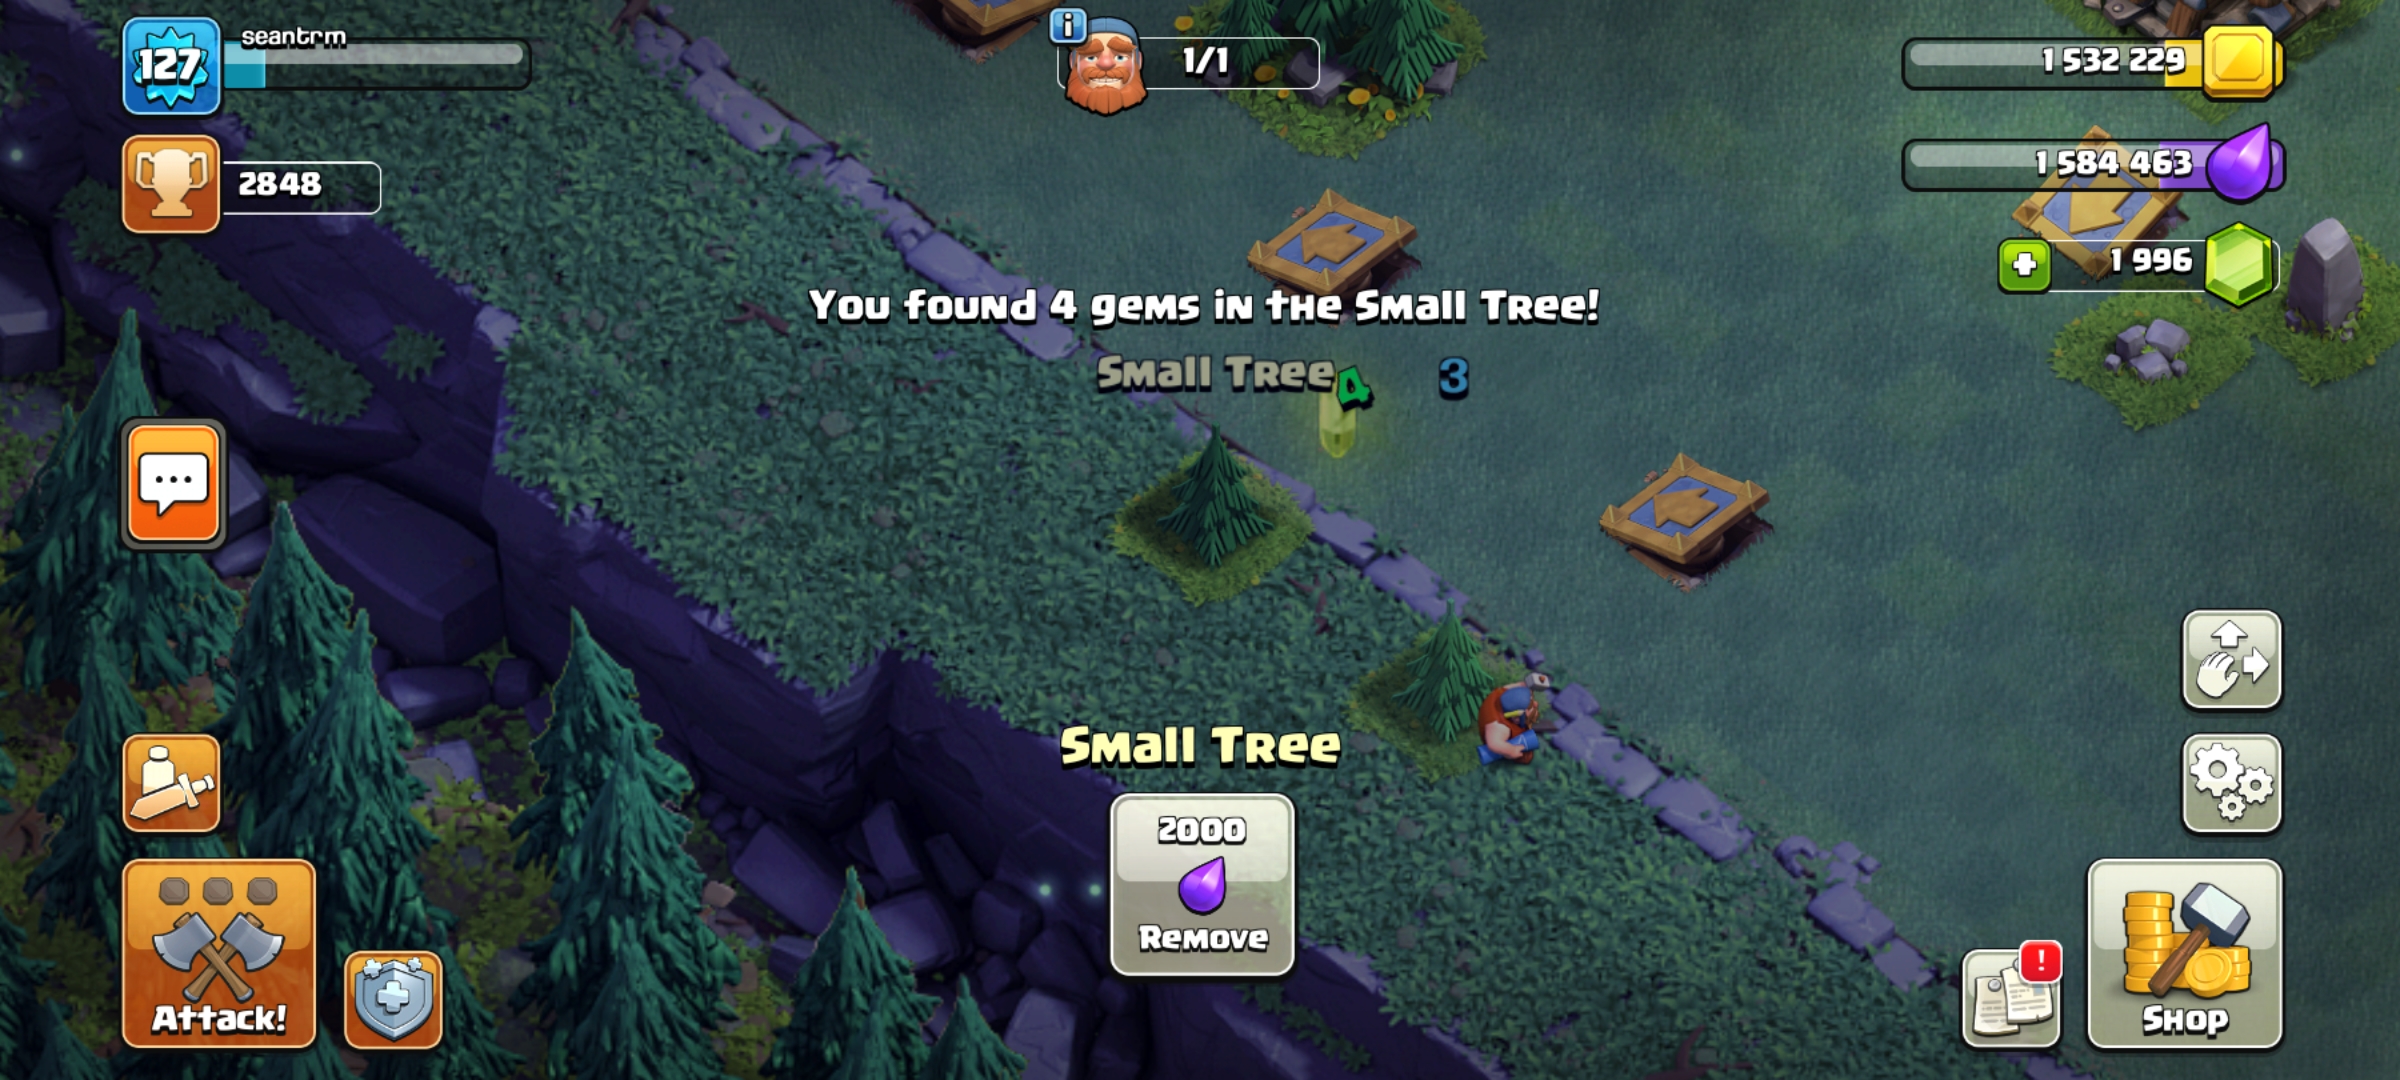 127
seantrm
1/1
1 532 229
2848
1 584 463
1 996
You found 4 gems in the Small Tree!
Small Tree
4
3
Small Tree
2000
Remove
Attack!
!
Shop